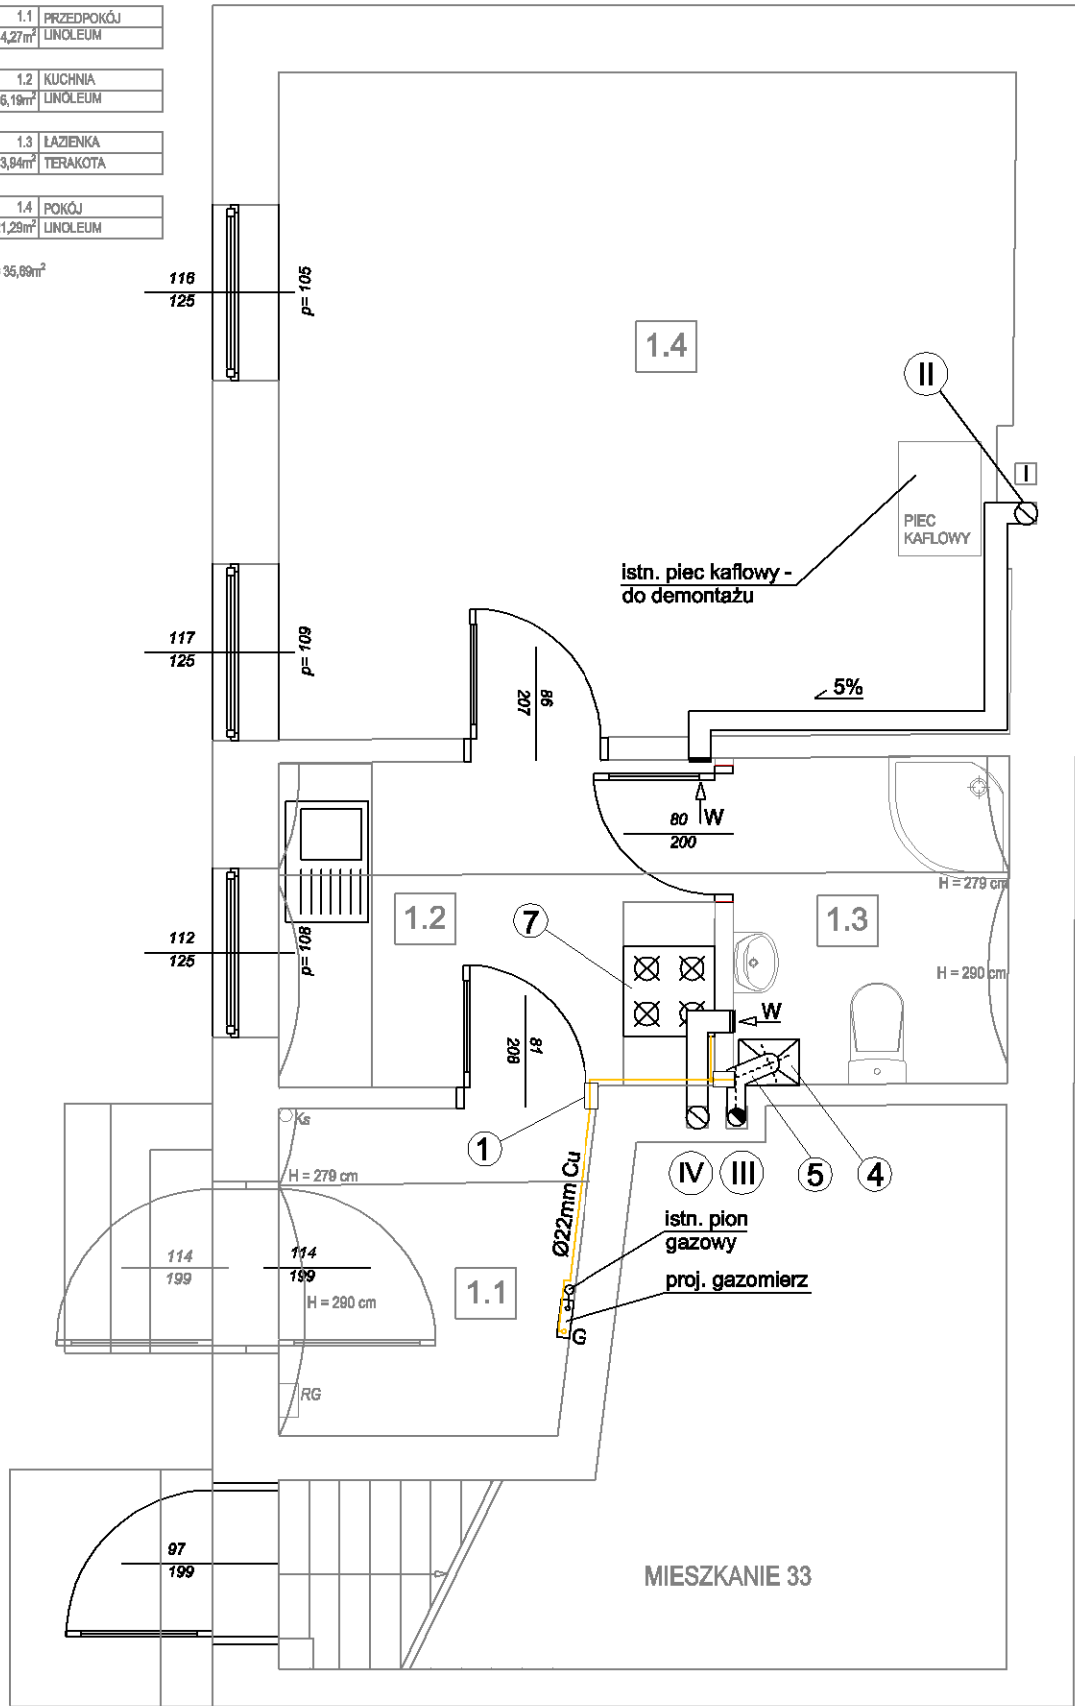 1.1 PRZEDPOKÓJ
4,27m² LINOLEUM
1.2 KUCHNIA
6,19m² LINOLEUM
1.3 ŁAZIENKA
3,94m² TERAKOTA
1.4 POKÓJ
1,29m² LINOLEUM
35,69m²
116
125
p= 105
1.4
II
I
PIEC
KAFLOWY
istn. piec kaflowy -
do demontażu
117
125
p= 109
86
207
5%
80
200
W
H = 279 cm
1.2
7
1.3
112
125
p= 108
H = 290 cm
W
81
208
1
Ks
IV
III
5
4
H = 279 cm
Ø22mm Cu
istn. pion
gazowy
114
199
114
199
H = 290 cm
1.1
proj. gazomierz
G
RG
97
199
MIESZKANIE 33